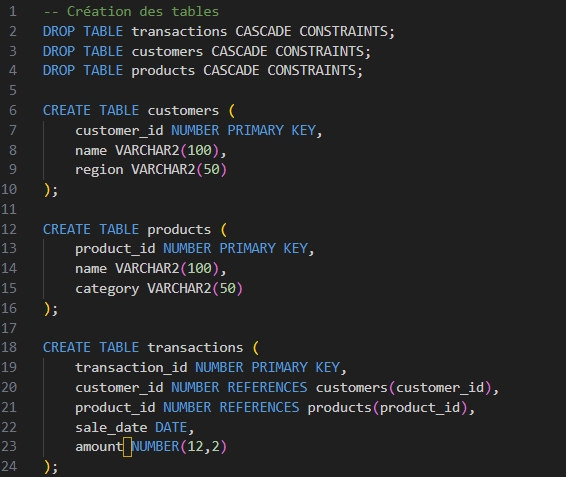 1 -- Création des tables
2 DROP TABLE transactions CASCADE CONSTRAINTS;
3 DROP TABLE customers CASCADE CONSTRAINTS;
4 DROP TABLE products CASCADE CONSTRAINTS;
5
6 CREATE TABLE customers (
7     customer_id NUMBER PRIMARY KEY,
8     name VARCHAR2(100),
9     region VARCHAR2(50)
10 );
11
12 CREATE TABLE products (
13     product_id NUMBER PRIMARY KEY,
14     name VARCHAR2(100),
15     category VARCHAR2(50)
16 );
17
18 CREATE TABLE transactions (
19     transaction_id NUMBER PRIMARY KEY,
20     customer_id NUMBER REFERENCES customers(customer_id),
21     product_id NUMBER REFERENCES products(product_id),
22     sale_date DATE,
23     amount NUMBER(12,2)
24 );